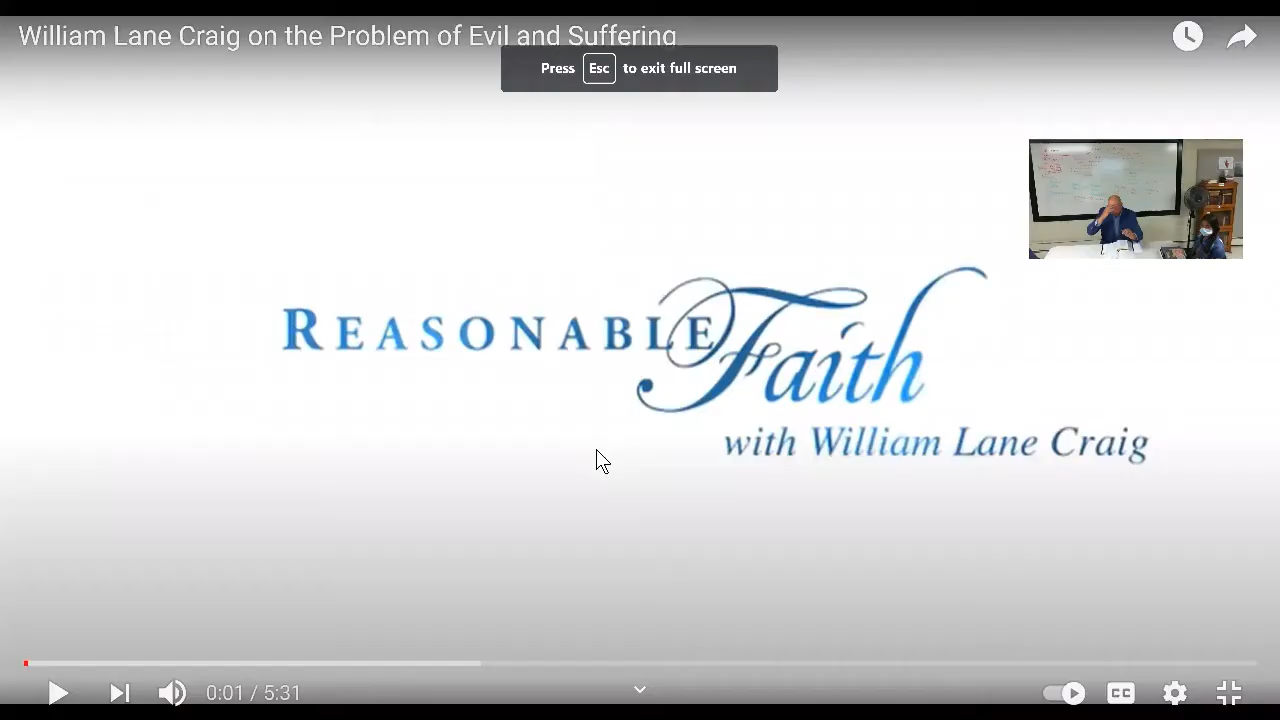 William Lane Craig on the Problem of Evil and Suffering
Press Esc to exit full screen
REASONABLE Faith
with William Lane Craig
0:01 / 5:31
CC